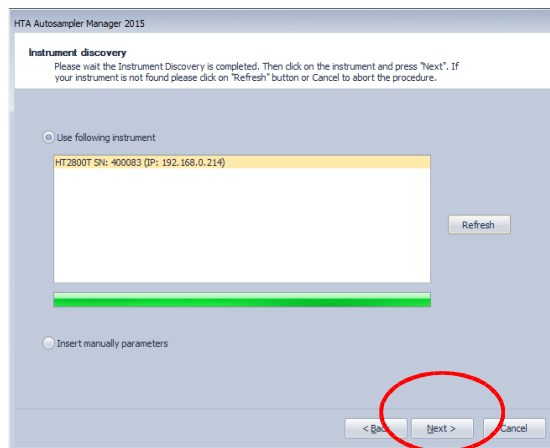 HTA Autosampler Manager 2015
Instrument discovery
Please wait the Instrument Discovery is completed. Then click on the instrument and press "Next". If
your instrument is not found please click on "Refresh" button or Cancel to abort the procedure.
Use following instrument
HT2800T SN: 400083 (IP: 192.168.0.214)
Refresh
Insert manually parameters
< Back Next > Cancel